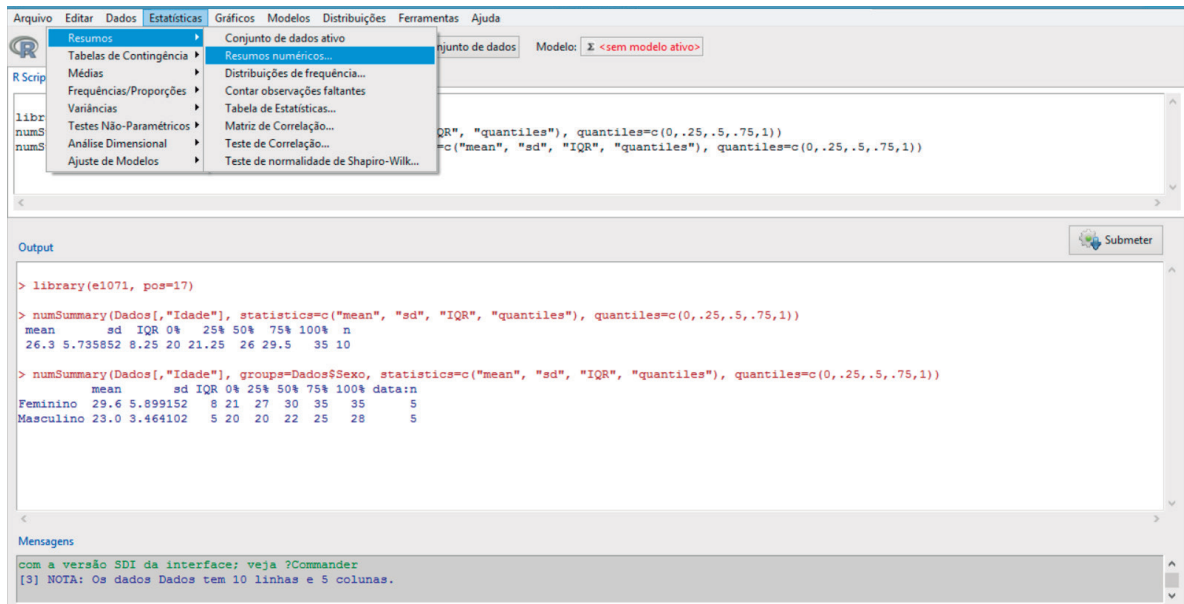 Arquivo Editar Dados Estatísticas Gráficos Modelos Distribuições Ferramentas Ajuda
Resumos
Tabelas de Contingência
Médias
Frequências/Proporções
Variâncias
Testes Não-Paramétricos
Análise Dimensional
Ajuste de Modelos
Conjunto de dados ativo
Resumos numéricos...
Distribuições de frequência...
Contar observações faltantes
Tabela de Estatísticas...
Matriz de Correlação...
Teste de Correlação...
Teste de normalidade de Shapiro-Wilk...
R njunto de dados Modelo: Σ <sem modelo ativo>
R Scrip
libr
numS QR", "quantiles"), quantiles=c(0,.25,.5,.75,1))
numS =c("mean", "sd", "IQR", "quantiles"), quantiles=c(0,.25,.5,.75,1))
Output Submeter
> library(e1071, pos=17)
> numSummary(Dados[,"Idade"], statistics=c("mean", "sd", "IQR", "quantiles"), quantiles=c(0,.25,.5,.75,1))
mean sd IQR 0% 25% 50% 75% 100% n
26.3 5.735852 8.25 20 21.25 26 29.5 35 10
> numSummary(Dados[,"Idade"], groups=Dados$Sexo, statistics=c("mean", "sd", "IQR", "quantiles"), quantiles=c(0,.25,.5,.75,1))
mean sd IQR 0% 25% 50% 75% 100% data:n
Feminino 29.6 5.899152 8 21 27 30 35 35 5
Masculino 23.0 3.464102 5 20 20 22 25 28 5
Mensagens
com a versão SDI da interface; veja ?Commander
[3] NOTA: Os dados Dados tem 10 linhas e 5 colunas.